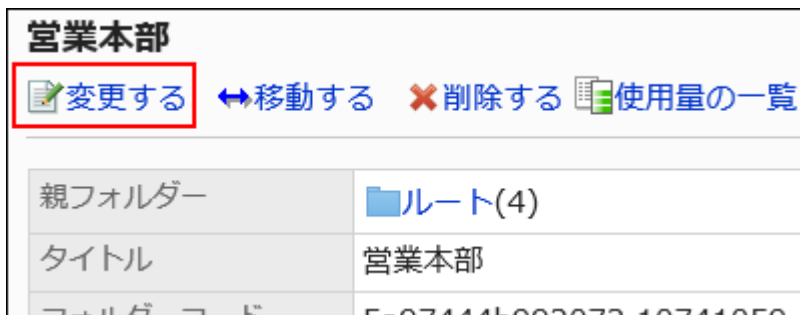 営業本部
変更する 移動する 削除する 使用量の一覧
親フォルダー ルート(4)
タイトル 営業本部